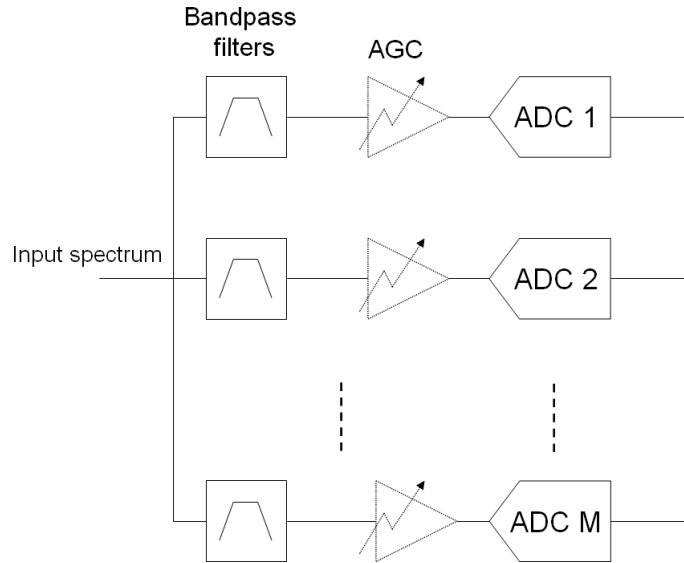 Bandpass
filters
AGC
ADC 1
Input spectrum
ADC 2
ADC M